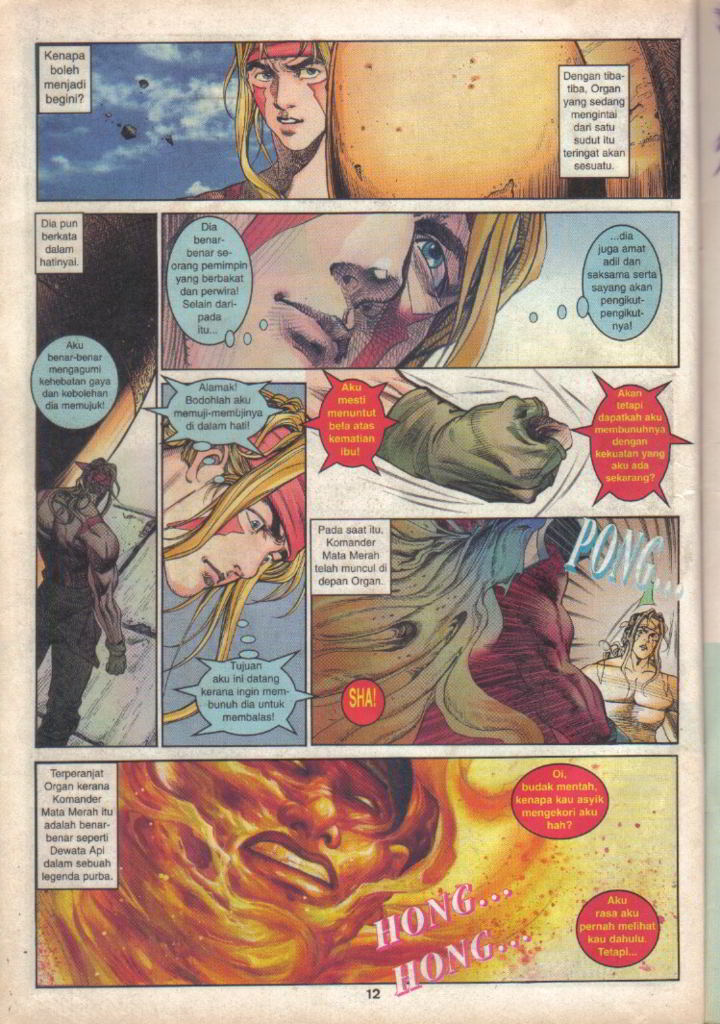 Kenapa
boleh
menjadi
begini?
Dengan tiba-
tiba, Organ
yang sedang
mengintai
dari satu
sudut itu
teringat akan
sesuatu.
Dia pun
berkata
dalam
hatinya.
Dia
benar-
benar se-
orang pemimpin
yang berbakat
dan perwira!
Selain dari-
pada
itu...
...dia
juga amat
adil dan
saksama serta
sayang akan
pengikut-
pengikut-
nya!
Aku
benar-benar
mengagumi
kehebatan gaya
dan kebolehan
dia memujuk!
Alamak!
Bodohlah aku
memuji-memujinya
di dalam hati!
Tujuan
aku ini datang
kerana ingin mem-
bunuh dia untuk
membalas!
Aku
mesti
menuntut
bela atas
kematian
ibu!
Akan
tetapi
dapatkah aku
membunuhnya
dengan
kekuatan yang
aku ada
sekarang?
Pada saat itu,
Komander
Mata Merah
telah muncul di
depan Organ.
PONG...
SHA!
Terperanjat
Organ kerana
Komander
Mata Merah itu
adalah benar-
benar seperti
Dewata Api
dalam sebuah
legenda purba.
Oi,
budak mentah,
kenapa kau asyik
mengekori aku
hah?
Aku
rasa aku
pernah melihat
kau dahulu.
Tetapi...
HONG...
HONG...
12